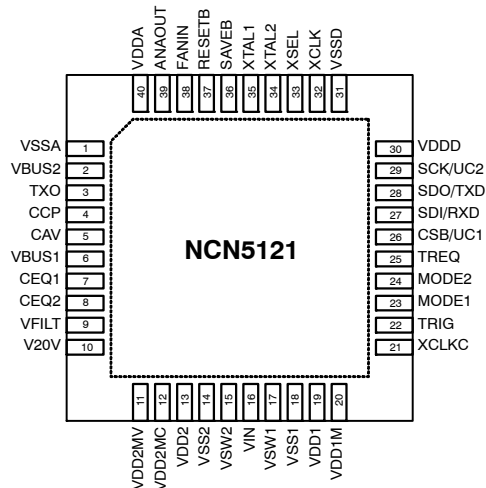 VDDA
ANAOUT
FANIN
RESETB
SAVEB
XTAL1
XTAL2
XSEL
XCLK
VSSD
40
39
38
37
36
35
34
33
32
31
VSSA 1
VBUS2 2
TXO 3
CCP 4
CAV 5
VBUS1 6
CEQ1 7
CEQ2 8
VFILT 9
V20V 10
NCN5121
30 VDDD
29 SCK/UC2
28 SDO/TXD
27 SDI/RXD
26 CSB/UC1
25 TREQ
24 MODE2
23 MODE1
22 TRIG
21 XCLKC
11
12
13
14
15
16
17
18
19
20
VDD2MV
VDD2MC
VDD2
VSS2
VSW2
VIN
VSW1
VSS1
VDD1
VDD1M